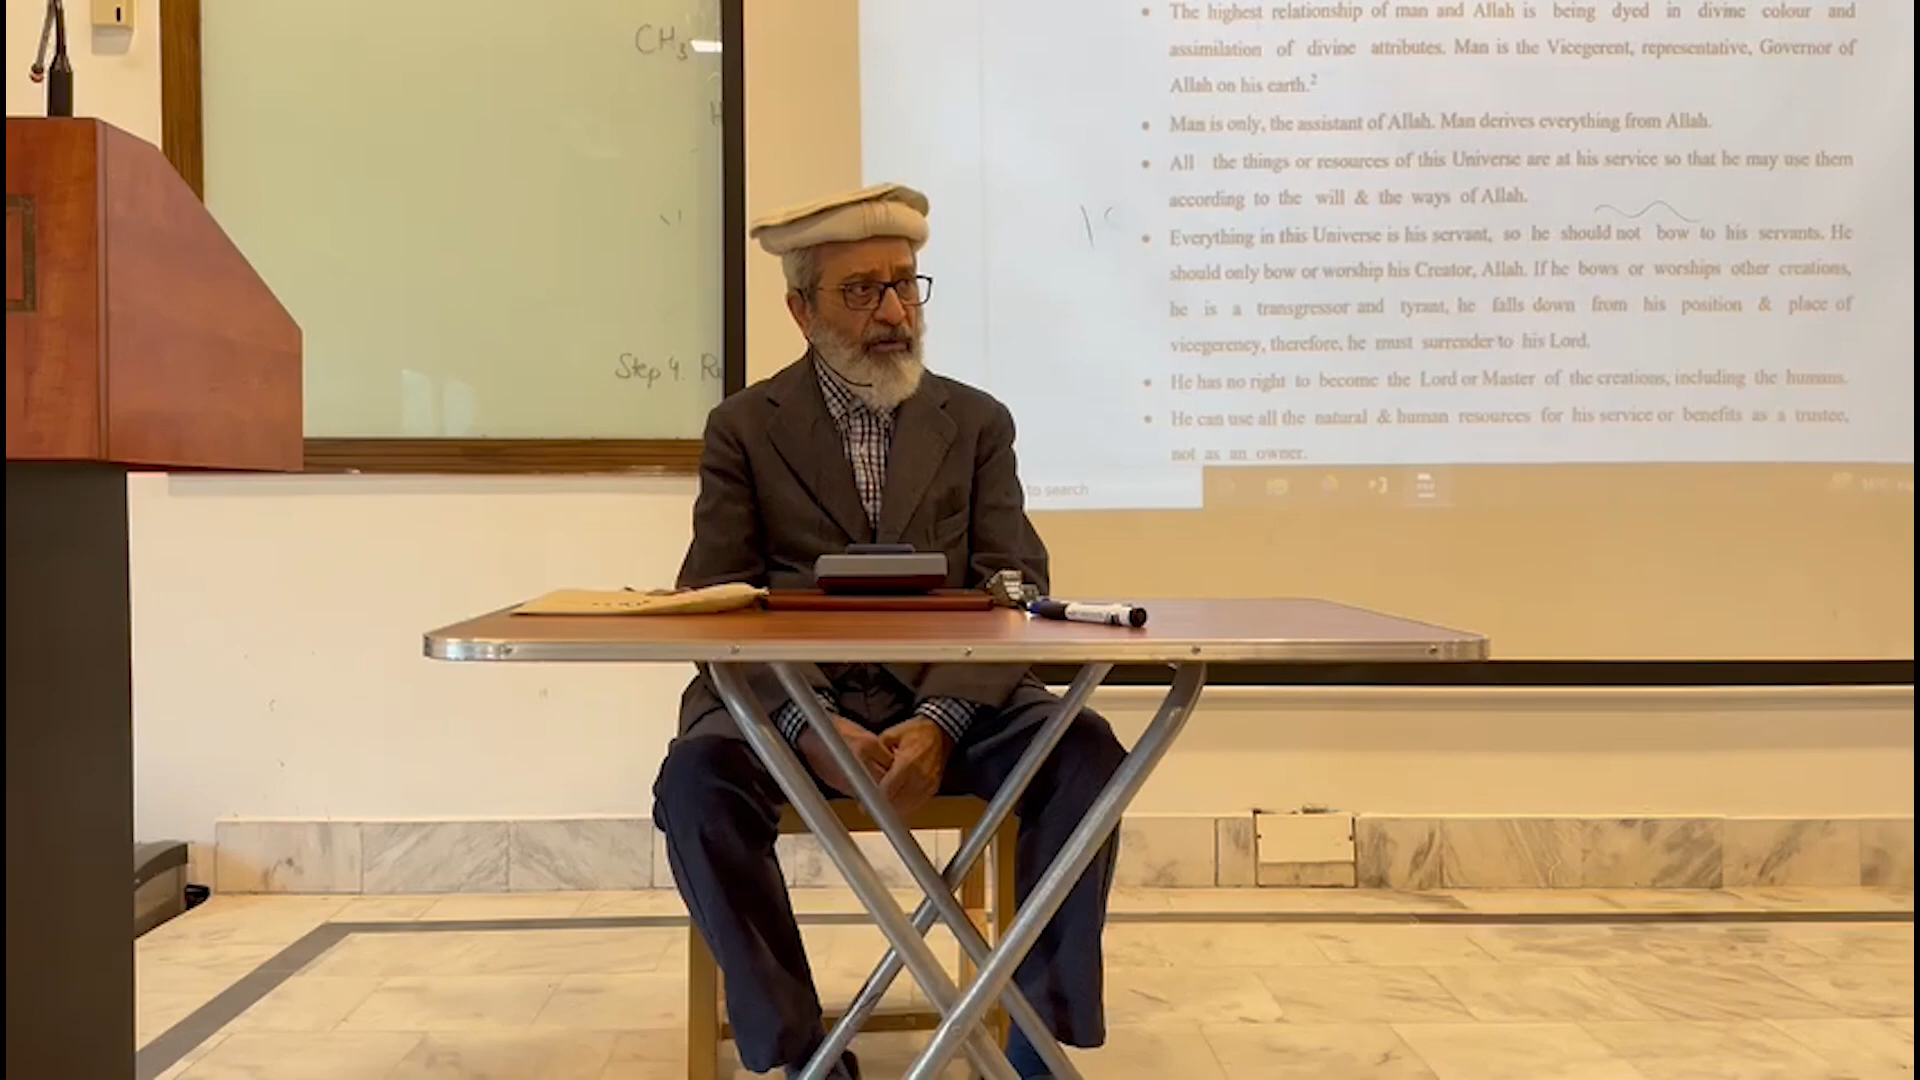 CH3
H
Step 4. R
The highest relationship of man and Allah is being dyed in divine colour and
assimilation of divine attributes. Man is the Vicegerent, representative, Governor of
Allah on his earth.2
Man is only, the assistant of Allah. Man derives everything from Allah.
All the things or resources of this Universe are at his service so that he may use them
according to the will & the ways of Allah.
Everything in this Universe is his servant, so he should not bow to his servants. He
should only bow or worship his Creator, Allah. If he bows or worships other creations,
he is a transgressor and tyrant, he falls down from his position & place of
vicegerency, therefore, he must surrender to his Lord.
He has no right to become the Lord or Master of the creations, including the humans.
He can use all the natural & human resources for his service or benefits as a trustee,
not as an owner.
to search